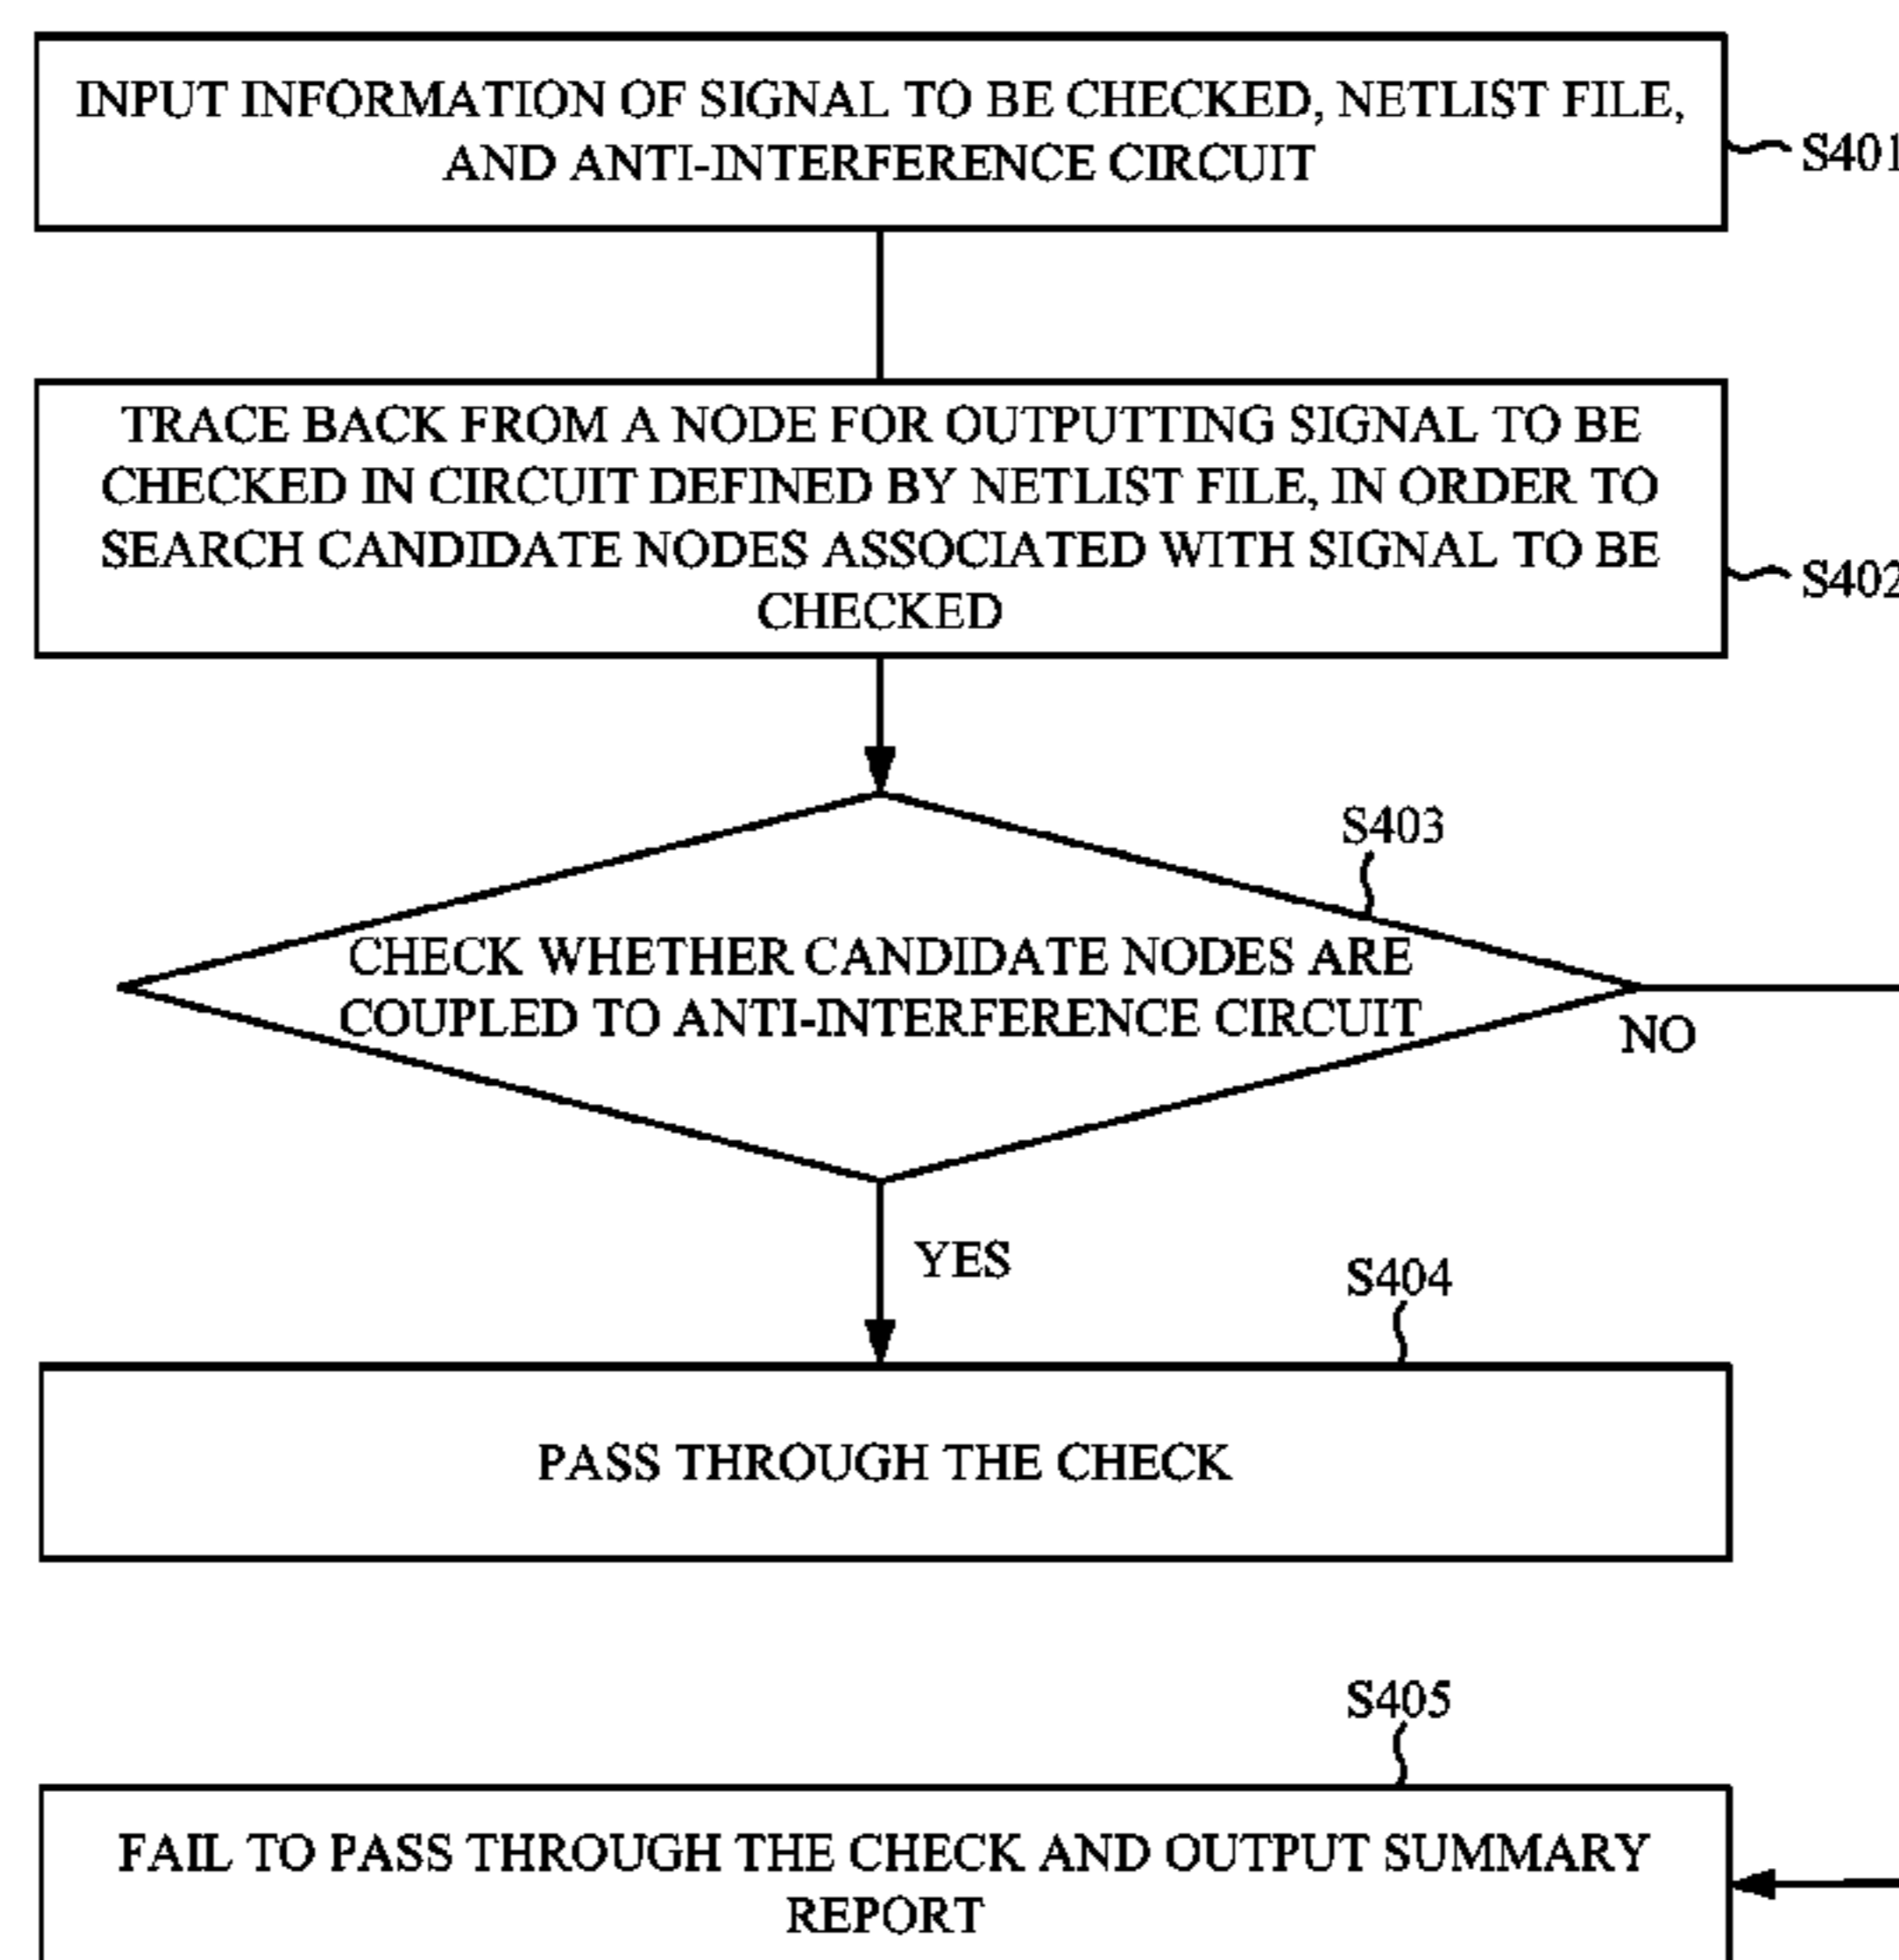 INPUT INFORMATION OF SIGNAL TO BE CHECKED, NETLIST FILE,
AND ANTI-INTERFERENCE CIRCUIT
S401
TRACE BACK FROM A NODE FOR OUTPUTTING SIGNAL TO BE
CHECKED IN CIRCUIT DEFINED BY NETLIST FILE, IN ORDER TO
SEARCH CANDIDATE NODES ASSOCIATED WITH SIGNAL TO BE
CHECKED
S402
S403
CHECK WHETHER CANDIDATE NODES ARE
COUPLED TO ANTI-INTERFERENCE CIRCUIT
NO
YES
S404
PASS THROUGH THE CHECK
S405
FAIL TO PASS THROUGH THE CHECK AND OUTPUT SUMMARY
REPORT